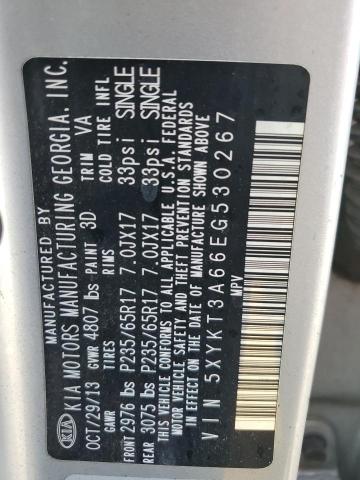 KIA
MANUFACTURED BY
KIA MOTORS MANUFACTURING GEORGIA. INC.
OCT/29/13 GVWR 4807 lbs PAINT 3D TRIM VA
GAWR TIRES RIMS COLD TIRE INFL
FRONT 2976 lbs P235/65R17 7.0JX17 33psi SINGLE
REAR 3075 lbs P235/65R17 7.0JX17 33psi SINGLE
THIS VEHICLE CONFORMS TO ALL APPLICABLE U.S.A. FEDERAL
MOTOR VEHICLE SAFETY AND THEFT PREVENTION STANDARDS
IN EFFECT ON THE DATE OF MANUFACTURE SHOWN ABOVE
VIN 5XYKT3A66EG530267
MPV